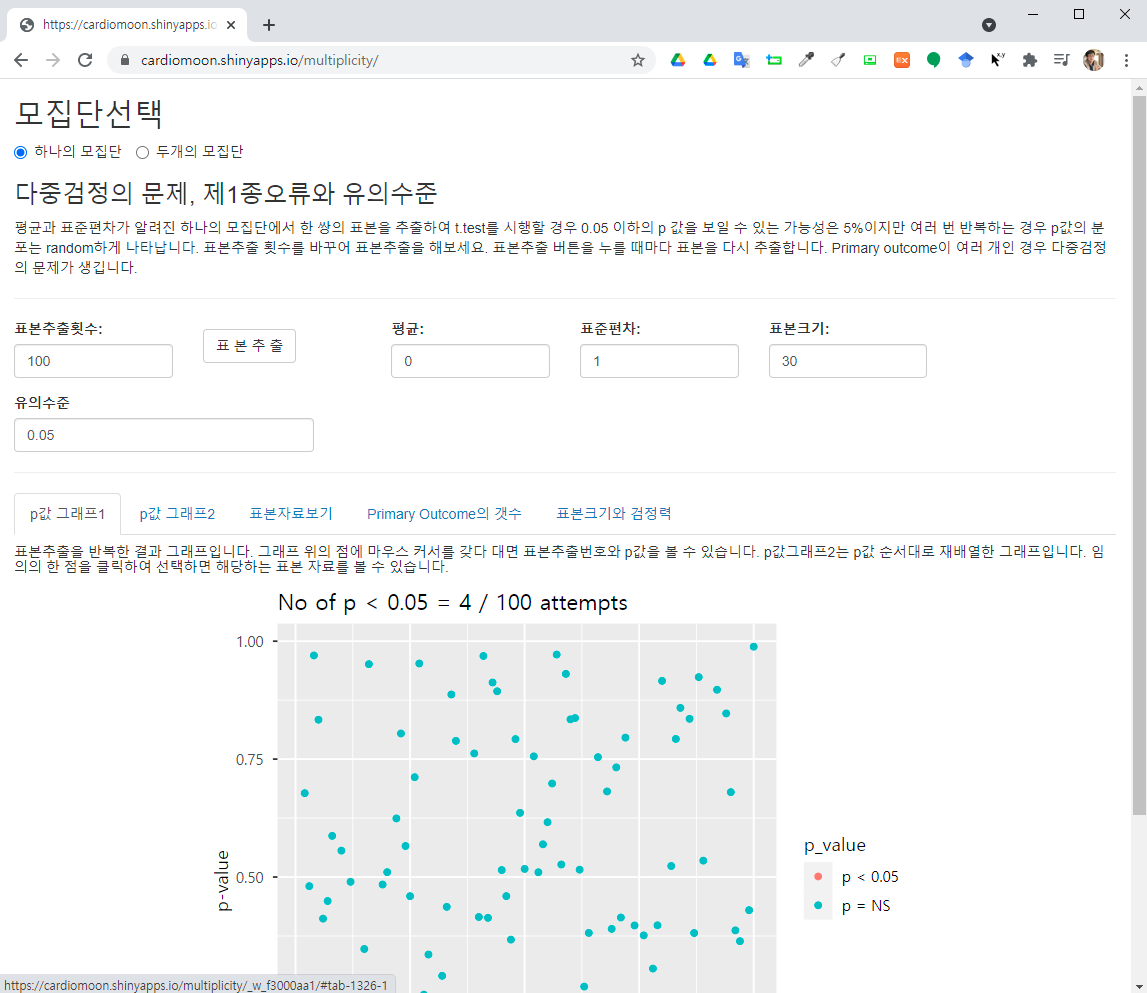 https://cardiomoon.shinyapps.io
cardiomoon.shinyapps.io/multiplicity/
모집단선택
하나의 모집단 두개의 모집단
다중검정의 문제, 제1종오류와 유의수준
평균과 표준편차가 알려진 하나의 모집단에서 한 쌍의 표본을 추출하여 t.test를 시행할 경우 0.05 이하의 p 값을 보일 수 있는 가능성은 5%이지만 여러 번 반복하는 경우 p값의 분
포는 random하게 나타납니다. 표본추출 횟수를 바꾸어 표본추출을 해보세요. 표본추출 버튼을 누를 때마다 표본을 다시 추출합니다. Primary outcome이 여러 개인 경우 다중검정
의 문제가 생깁니다.
표본추출횟수: 평균: 표준편차: 표본크기:
100 표 본 추 출 0 1 30
유의수준
0.05
p값 그래프1 p값 그래프2 표본자료보기 Primary Outcome의 갯수 표본크기와 검정력
표본추출을 반복한 결과 그래프입니다. 그래프 위의 점에 마우스 커서를 갖다 대면 표본추출번호와 p값을 볼 수 있습니다. p값그래프2는 p값 순서대로 재배열한 그래프입니다. 임
의의 한 점을 클릭하여 선택하면 해당하는 표본 자료를 볼 수 있습니다.
No of p < 0.05 = 4 / 100 attempts
1.00
0.75
0.50
p-value
p_value
p < 0.05
p = NS
https://cardiomoon.shinyapps.io/multiplicity/_w_f3000aa1/#tab-1326-1